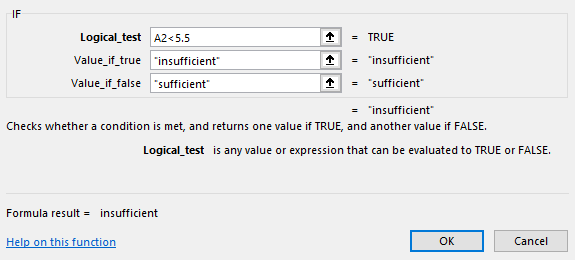 IF
Logical_test A2<5.5 = TRUE
Value_if_true "insufficient" = "insufficient"
Value_if_false "sufficient" = "sufficient"
= "insufficient"
Checks whether a condition is met, and returns one value if TRUE, and another value if FALSE.
Logical_test is any value or expression that can be evaluated to TRUE or FALSE.
Formula result = insufficient
Help on this function OK Cancel